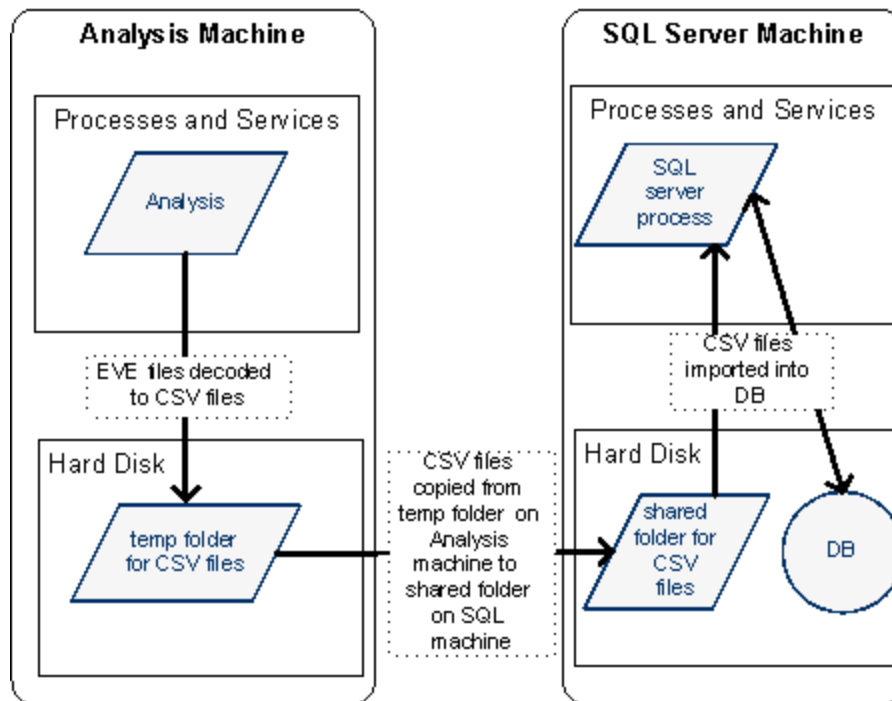 Analysis Machine
Processes and Services
Analysis
EVE files decoded
to CSV files
Hard Disk
temp folder
for CSV files
CSV files
copied from
temp folder on
Analysis
machine to
shared folder
on SQL
machine
SQL Server Machine
Processes and Services
SQL
server
process
CSV files
imported into
DB
Hard Disk
shared
folder for
CSV
files
DB